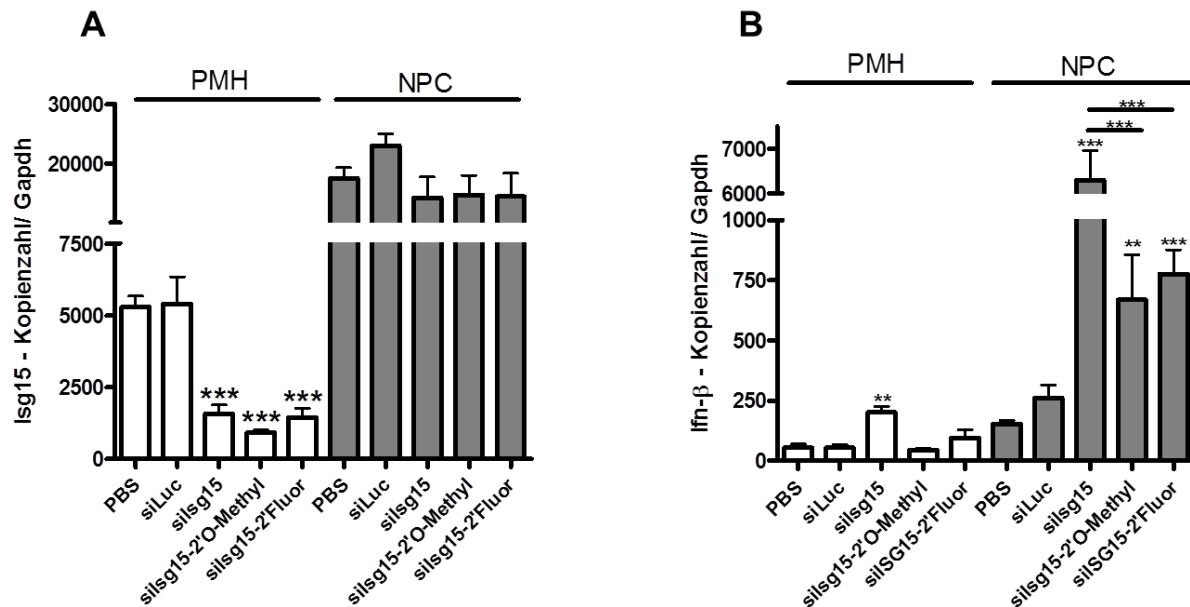 A
PMH
NPC
Isg15 - Kopienzahl/ Gapdh
30000
20000
7500
5000
2500
0
***
***
***
PBS
siLuc
siIsg15
siIsg15-2'O-Methyl
siIsg15-2'Fluor
PBS
siLuc
siIsg15
siIsg15-2'O-Methyl
siIsg15-2'Fluor
B
PMH
NPC
Ifn-β - Kopienzahl/ Gapdh
7000
6000
1000
750
500
250
0
**
***
***
***
**
***
PBS
siLuc
siIsg15
siIsg15-2'O-Methyl
siISG15-2'Fluor
PBS
siLuc
siIsg15
siIsg15-2'O-Methyl
siISG15-2'Fluor